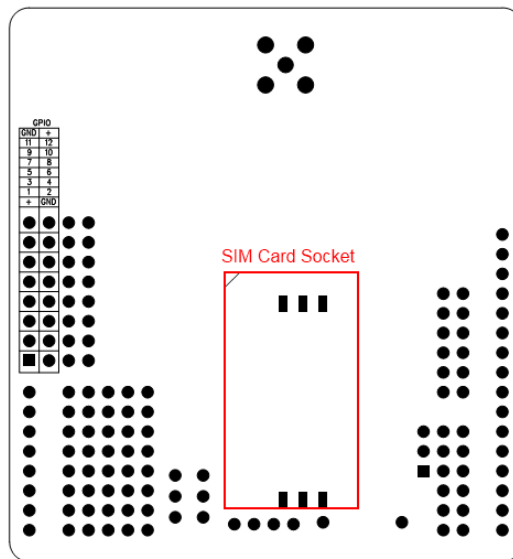 GPIO
GND +
11 12
9 10
7 8
5 6
3 4
1 2
+ GND
SIM Card Socket